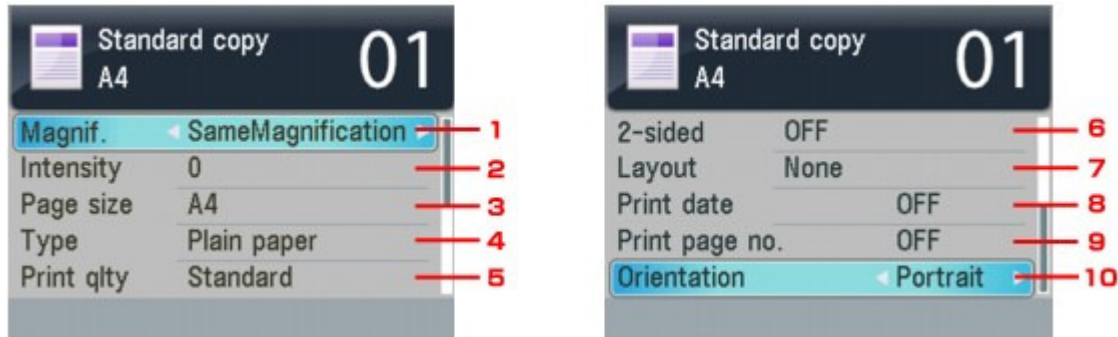 Standard copy
A4
01
Magnif. SameMagnification 1
Intensity 0 2
Page size A4 3
Type Plain paper 4
Print qlty Standard 5
Standard copy
A4
01
2-sided OFF 6
Layout None 7
Print date OFF 8
Print page no. OFF 9
Orientation Portrait 10